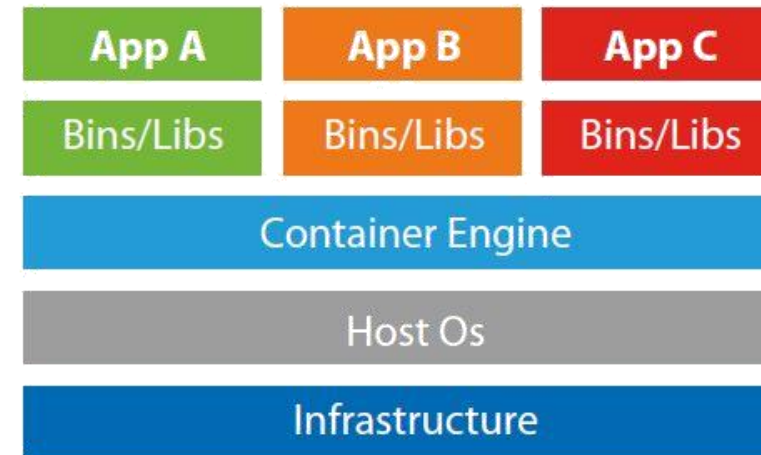 App A App B App C
Bins/Libs Bins/Libs Bins/Libs
Container Engine
Host Os
Infrastructure